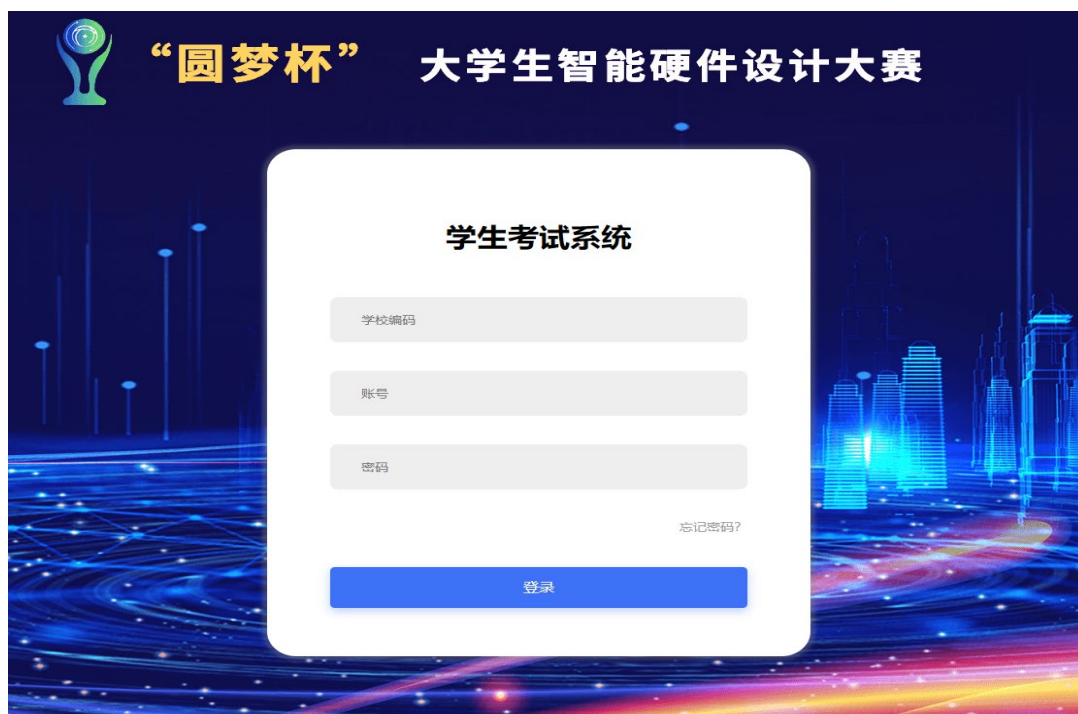 “圆梦杯” 大学生智能硬件设计大赛
学生考试系统
学校编码
账号
密码
忘记密码?
登录